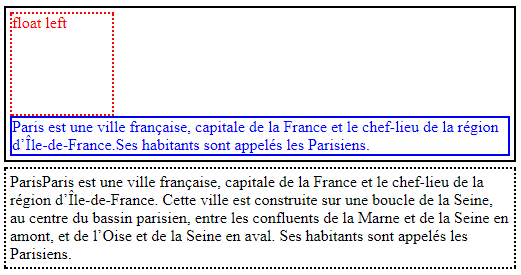 float left
Paris est une ville française, capitale de la France et le chef-lieu de la région
d’Île-de-France.Ses habitants sont appelés les Parisiens.
ParisParis est une ville française, capitale de la France et le chef-lieu de la
région d’Île-de-France. Cette ville est construite sur une boucle de la Seine,
au centre du bassin parisien, entre les confluents de la Marne et de la Seine en
amont, et de l’Oise et de la Seine en aval. Ses habitants sont appelés les
Parisiens.